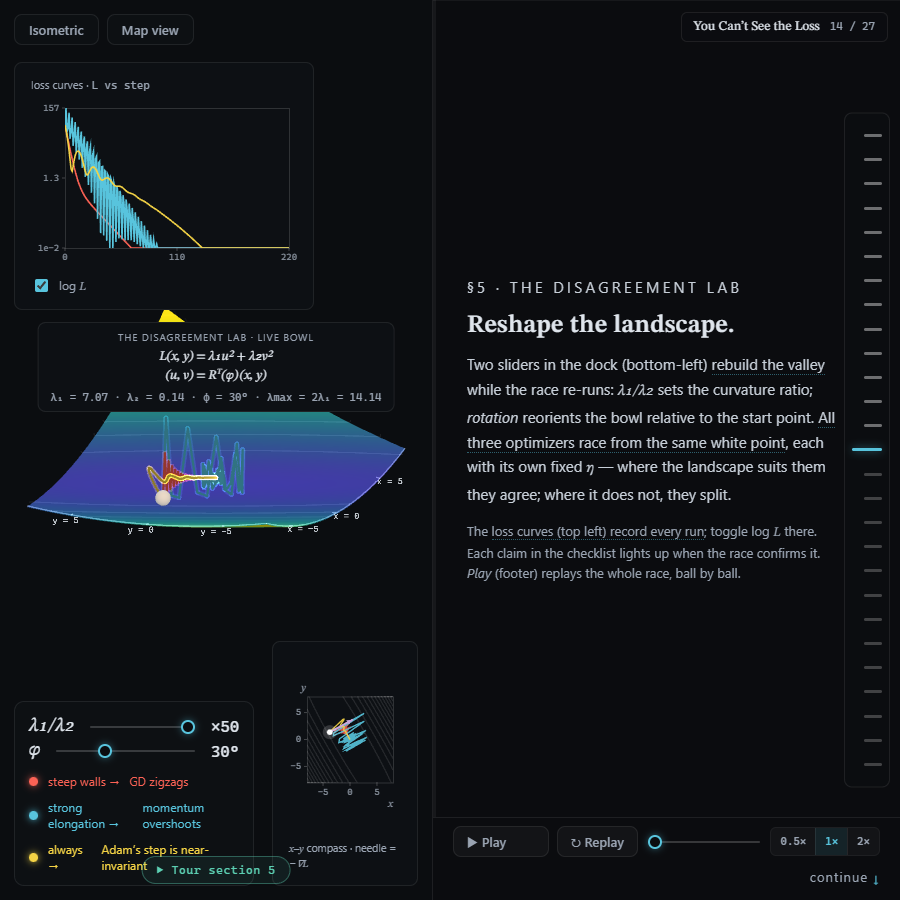 Isometric
Map view
You Can't See the Loss 14 / 27
loss curves · L vs step
157
1.3
1e-2
0
110
220
log L
THE DISAGREEMENT LAB · LIVE BOWL
L(x, y) = λ₁u² + λ₂v²
(u, v) = Rᵀ(φ)(x, y)
λ₁ = 7.07 · λ₂ = 0.14 · ϕ = 30° · λmax = 2λ₁ = 14.14
y = 5
y = 0
y = −5
x = −5
x = 0
x = 5
§5 · THE DISAGREEMENT LAB
Reshape the landscape.
Two sliders in the dock (bottom-left) rebuild the valley
while the race re-runs: λ₁/λ₂ sets the curvature ratio;
rotation reorients the bowl relative to the start point. All
three optimizers race from the same white point, each
with its own fixed η — where the landscape suits them
they agree; where it does not, they split.
The loss curves (top left) record every run; toggle log L there.
Each claim in the checklist lights up when the race confirms it.
Play (footer) replays the whole race, ball by ball.
λ₁/λ₂
×50
φ
30°
steep walls → GD zigzags
strong elongation → momentum overshoots
always → Adam's step is near-invariant
y
5
0
−5
−5
0
5
x
x–y compass · needle =
−∇L
▶ Tour section 5
▶ Play
↻ Replay
0.5×
1×
2×
continue ↓